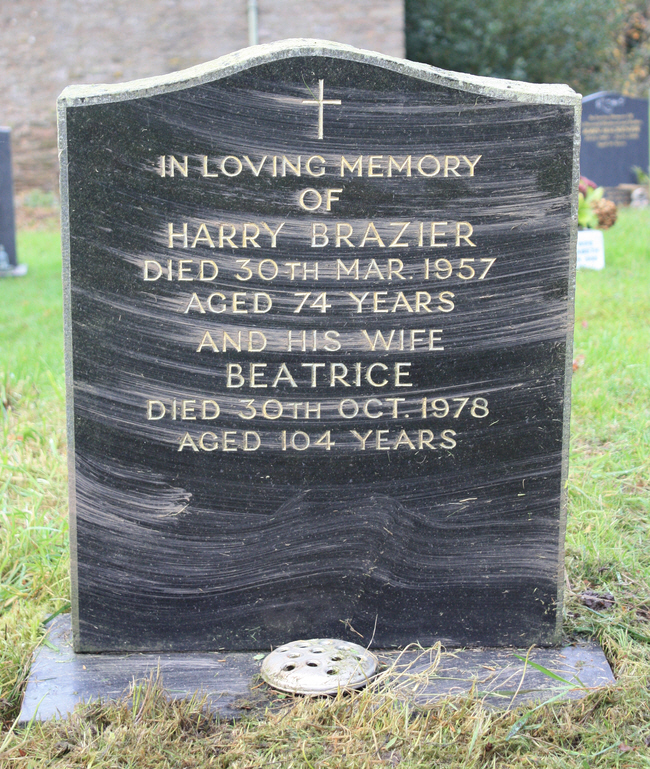 IN LOVING MEMORY
OF
HARRY BRAZIER
DIED 30TH MAR. 1957
AGED 74 YEARS
AND HIS WIFE
BEATRICE
DIED 30TH OCT. 1978
AGED 104 YEARS